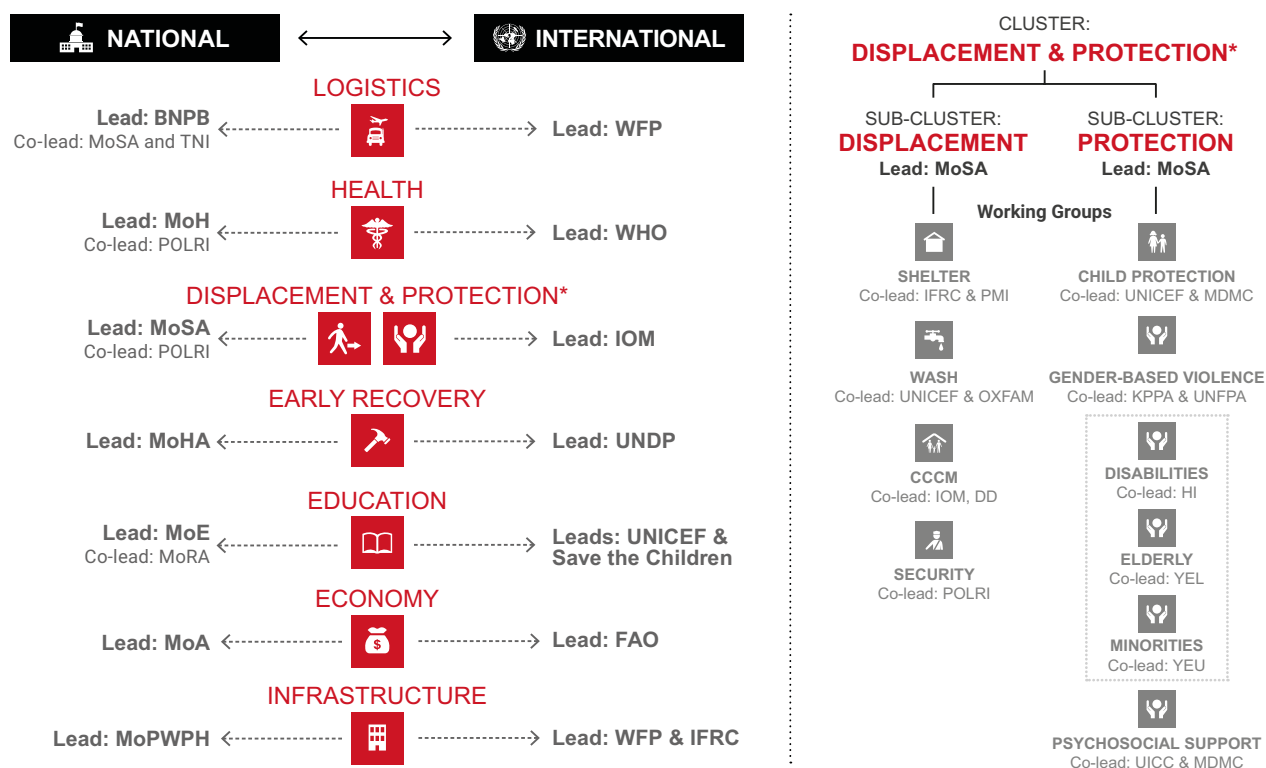 NATIONAL
INTERNATIONAL
LOGISTICS
Lead: BNPB
Co-lead: MoSA and TNI
Lead: WFP
HEALTH
Lead: MoH
Co-lead: POLRI
Lead: WHO
DISPLACEMENT & PROTECTION*
Lead: MoSA
Co-lead: POLRI
Lead: IOM
EARLY RECOVERY
Lead: MoHA
Lead: UNDP
EDUCATION
Lead: MoE
Co-lead: MoRA
Leads: UNICEF &
Save the Children
ECONOMY
Lead: MoA
$
Lead: FAO
INFRASTRUCTURE
Lead: MoPWPH
Lead: WFP & IFRC
CLUSTER:
DISPLACEMENT & PROTECTION*
SUB-CLUSTER:
DISPLACEMENT
Lead: MoSA
SUB-CLUSTER:
PROTECTION
Lead: MoSA
Working Groups
SHELTER
Co-lead: IFRC & PMI
WASH
Co-lead: UNICEF & OXFAM
CCCM
Co-lead: IOM, DD
SECURITY
Co-lead: POLRI
CHILD PROTECTION
Co-lead: UNICEF & MDMC
GENDER-BASED VIOLENCE
Co-lead: KPPA & UNFPA
DISABILITIES
Co-lead: HI
ELDERLY
Co-lead: YEL
MINORITIES
Co-lead: YEU
PSYCHOSOCIAL SUPPORT
Co-lead: UICC & MDMC